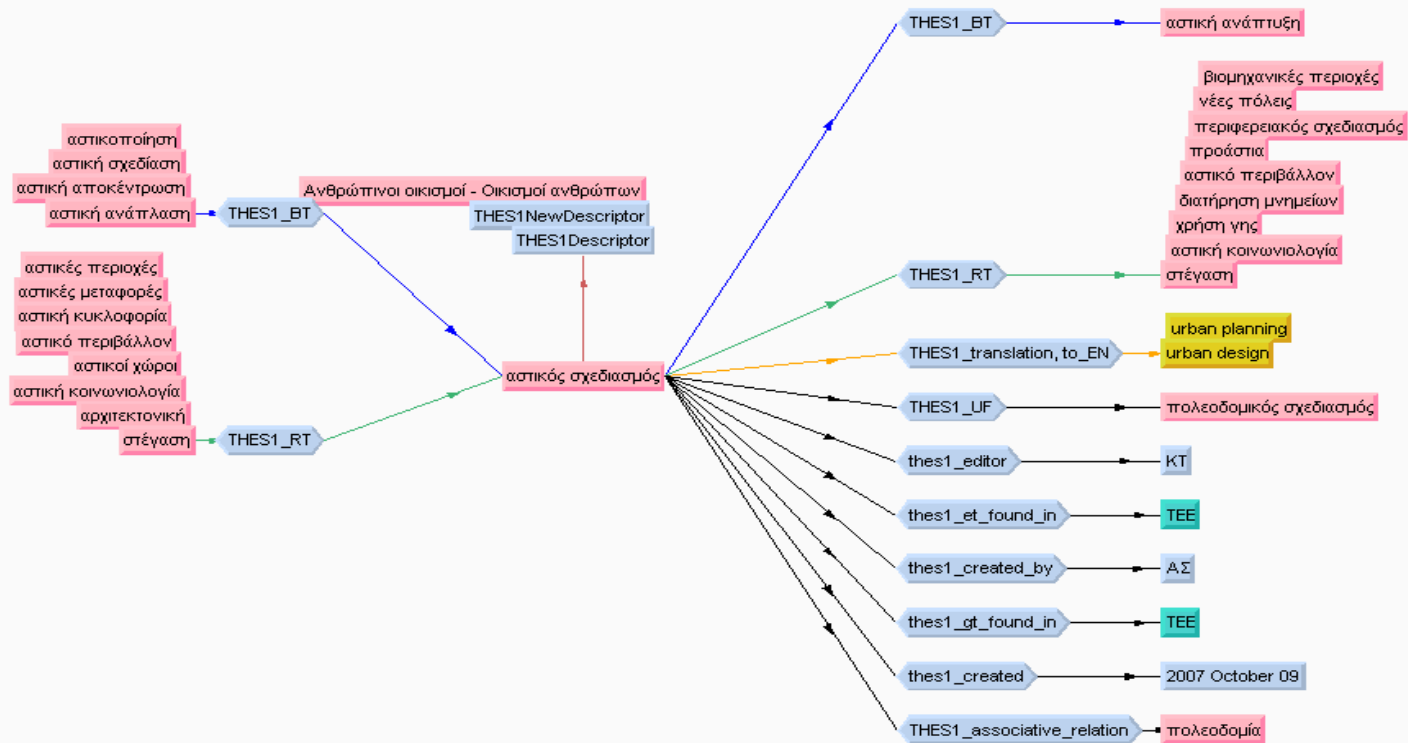 THES1_BT
αστική ανάπτυξη
βιομηχανικές περιοχές
νέες πόλεις
περιφερειακός σχεδιασμός
προάστια
αστικό περιβάλλον
διατήρηση μνημείων
χρήση γης
αστική κοινωνιολογία
THES1_RT
στέγαση
αστικοποίηση
αστική σχεδίαση
αστική αποκέντρωση
αστική ανάπλαση
THES1_BT
Ανθρώπινοι οικισμοί - Οικισμοί ανθρώπων
THES1NewDescriptor
THES1Descriptor
αστικές περιοχές
αστικές μεταφορές
αστική κυκλοφορία
αστικό περιβάλλον
αστικοί χώροι
αστική κοινωνιολογία
αρχιτεκτονική
στέγαση
THES1_RT
αστικός σχεδιασμός
urban planning
THES1_translation, to_EN
urban design
THES1_UF
πολεοδομικός σχεδιασμός
thes1_editor
ΚΤ
thes1_et_found_in
ΤΕΕ
thes1_created_by
ΑΣ
thes1_gt_found_in
ΤΕΕ
thes1_created
2007 October 09
THES1_associative_relation
πολεοδομία